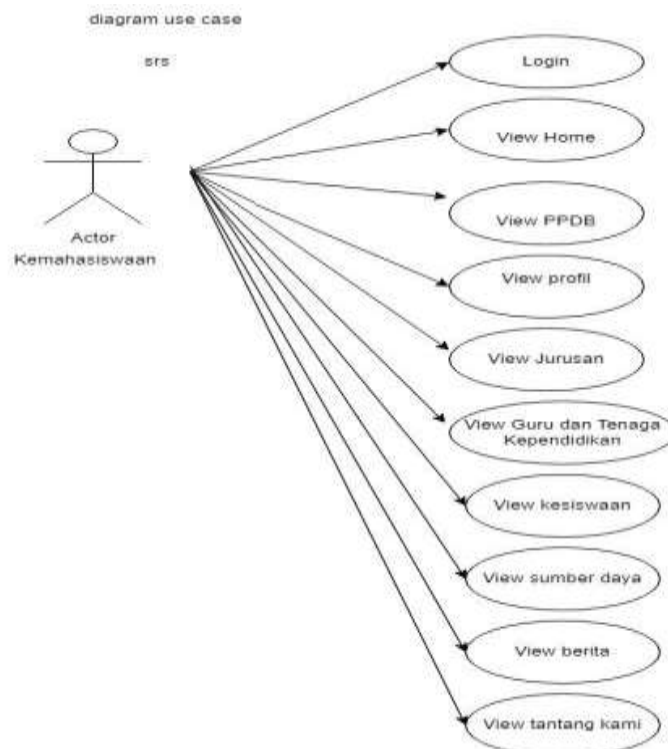 diagram use case
srs
Actor
Kemahasiswaan
Login
View Home
View PPDB
View profil
View Jurusan
View Guru dan Tenaga
Kependidikan
View kesiswaan
View sumber daya
View berita
View tantang kami